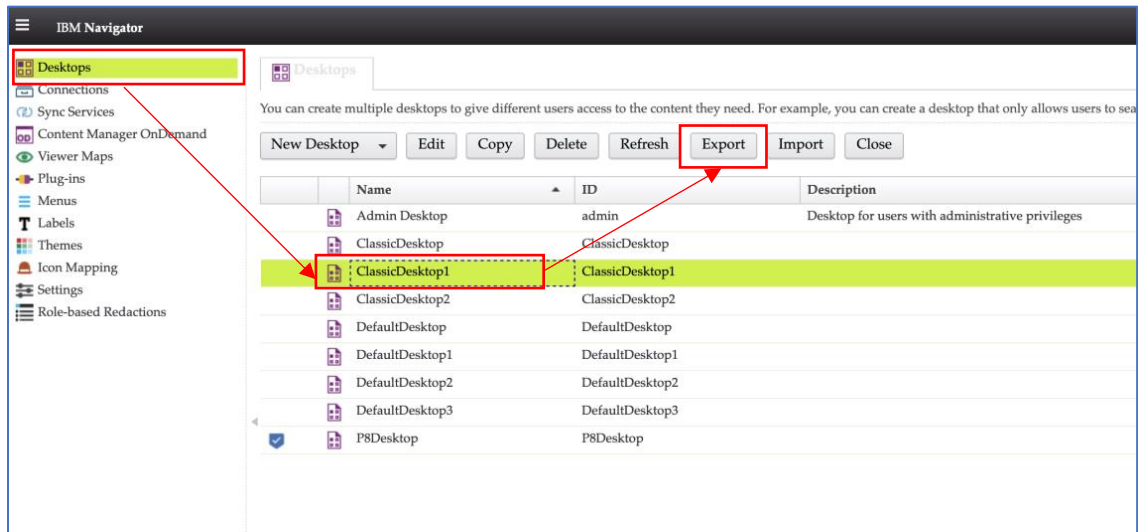 IBM Navigator
Desktops
Connections
Sync Services
Content Manager OnDemand
Viewer Maps
Plug-ins
Menus
Labels
Themes
Icon Mapping
Settings
Role-based Redactions
Desktops
You can create multiple desktops to give different users access to the content they need. For example, you can create a desktop that only allows users to sea
New Desktop Edit Copy Delete Refresh Export Import Close
Name ID Description
Admin Desktop admin Desktop for users with administrative privileges
ClassicDesktop ClassicDesktop
ClassicDesktop1 ClassicDesktop1
ClassicDesktop2 ClassicDesktop2
DefaultDesktop DefaultDesktop
DefaultDesktop1 DefaultDesktop1
DefaultDesktop2 DefaultDesktop2
DefaultDesktop3 DefaultDesktop3
P8Desktop P8Desktop